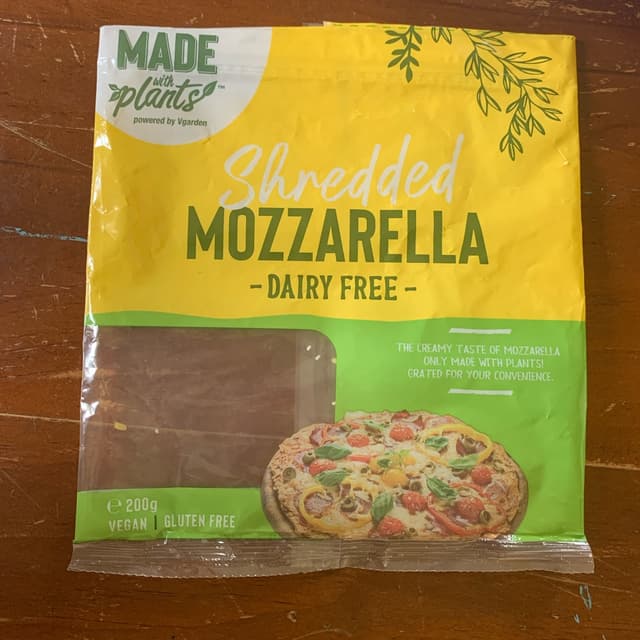 MADE
with
plants™
powered by Vgarden
Shredded
MOZZARELLA
- DAIRY FREE -
THE CREAMY TASTE OF MOZZARELLA
ONLY MADE WITH PLANTS!
GRATED FOR YOUR CONVENIENCE.
℮ 200g
VEGAN | GLUTEN FREE